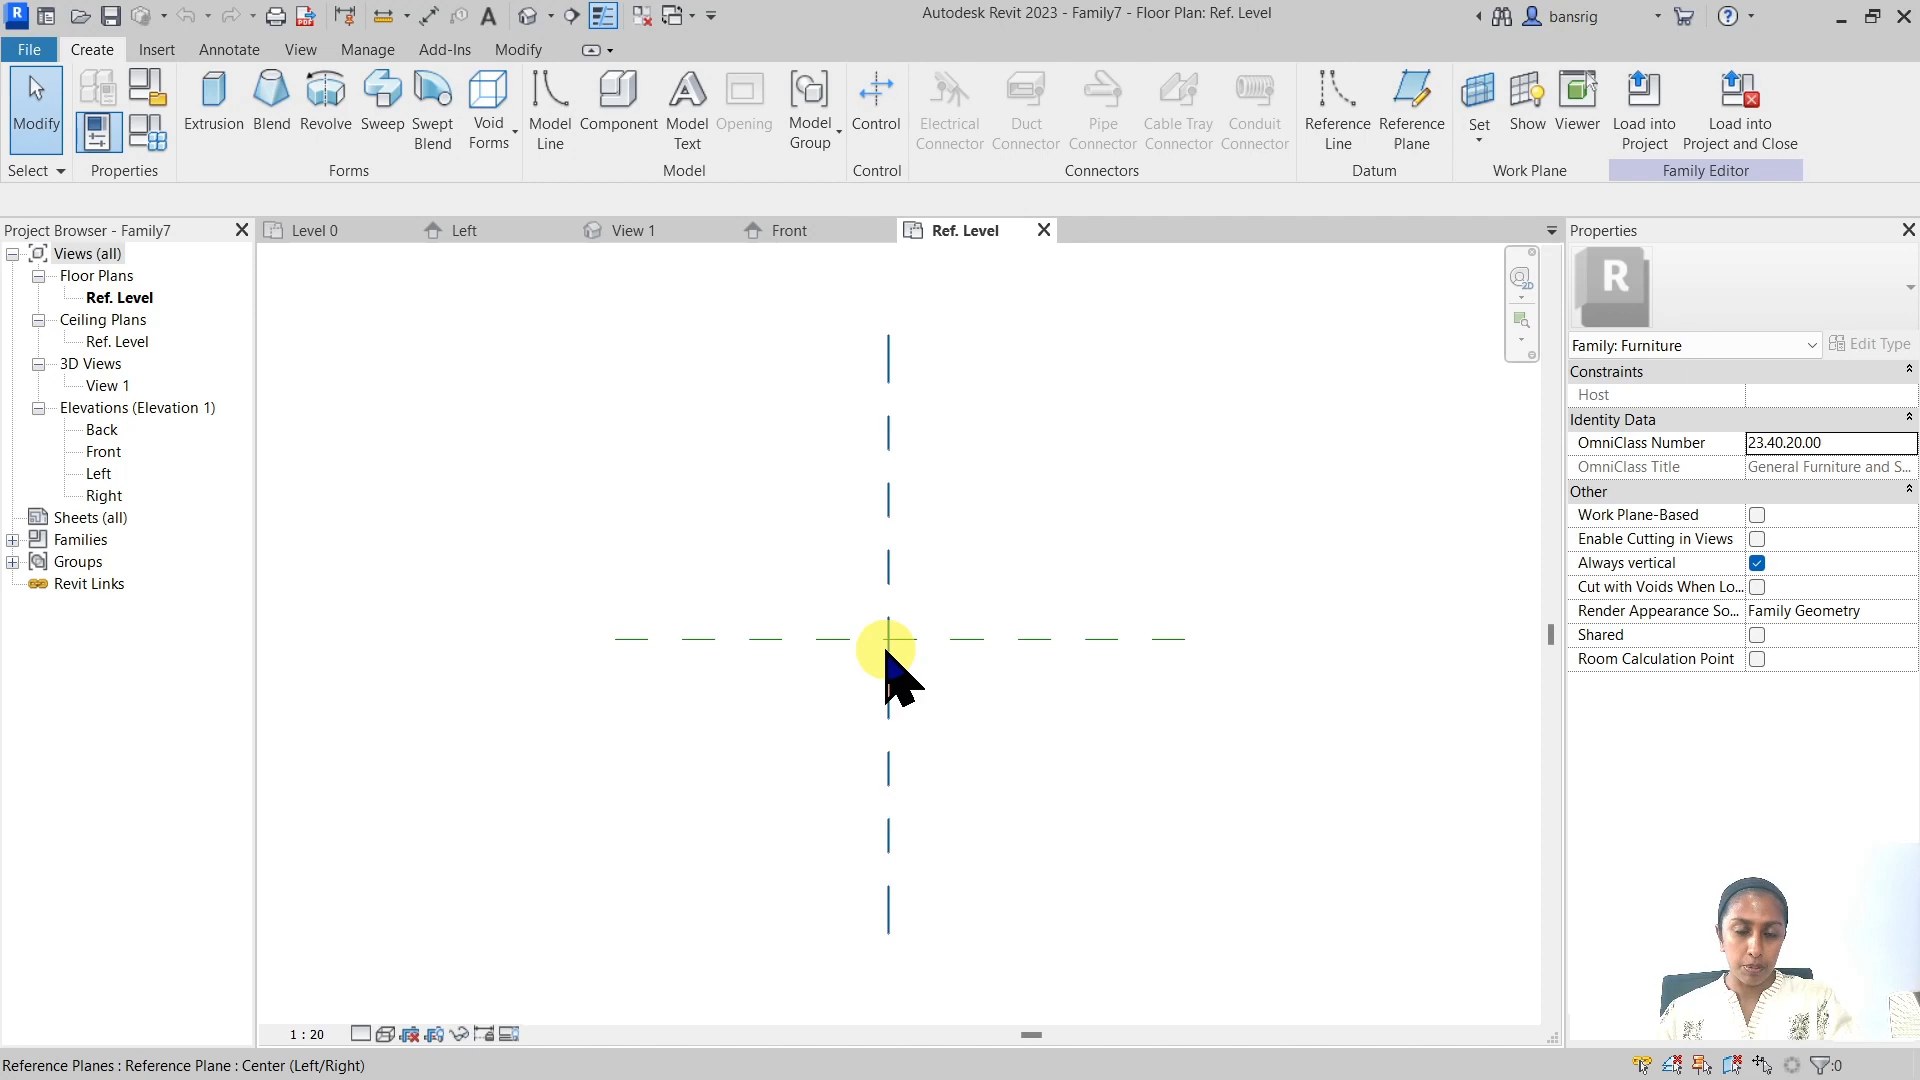 Autodesk Revit 2023 - Family7 - Floor Plan: Ref. Level
bansrig
File Create Insert Annotate View Manage Add-Ins Modify
Modify
Extrusion Blend Revolve Sweep Swept Blend Void Forms
Model Line Component Model Text Opening Model Group
Control
Electrical Connector Duct Connector Pipe Connector Cable Tray Connector Conduit Connector
Reference Line Reference Plane
Set Show Viewer
Load into Project Load into Project and Close
Select Properties Forms Model Control Connectors Datum Work Plane Family Editor
Project Browser - Family7
Level 0 Left View 1 Front Ref. Level
Views (all)
Floor Plans
Ref. Level
Ceiling Plans
Ref. Level
3D Views
View 1
Elevations (Elevation 1)
Back
Front
Left
Right
Sheets (all)
Families
Groups
Revit Links
2D
Properties
R
Family: Furniture Edit Type
Constraints
Host
Identity Data
OmniClass Number 23.40.20.00
OmniClass Title General Furniture and S...
Other
Work Plane-Based
Enable Cutting in Views
Always vertical
Cut with Voids When Lo...
Render Appearance So... Family Geometry
Shared
Room Calculation Point
1 : 20
Reference Planes : Reference Plane : Center (Left/Right)
:0